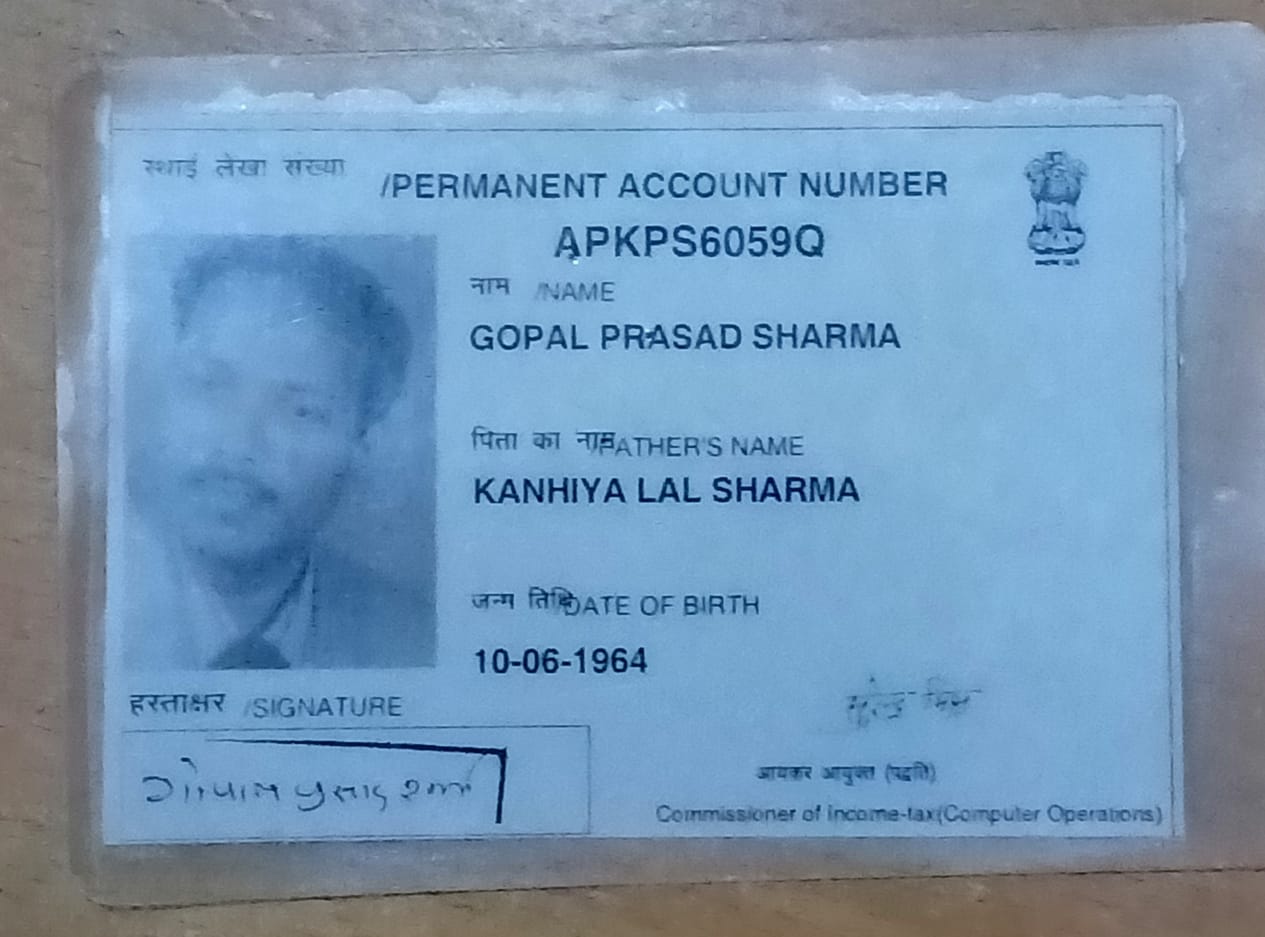 स्थाई लेखा संख्या /PERMANENT ACCOUNT NUMBER
APKPS6059Q
नाम /NAME
GOPAL PRASAD SHARMA
पिता का नाम/FATHER'S NAME
KANHIYA LAL SHARMA
जन्म तिथि/DATE OF BIRTH
10-06-1964
हस्ताक्षर /SIGNATURE
गोपाल प्रसाद शर्मा
आयकर आयुक्त (पद्धति)
Commissioner of Income-tax(Computer Operations)